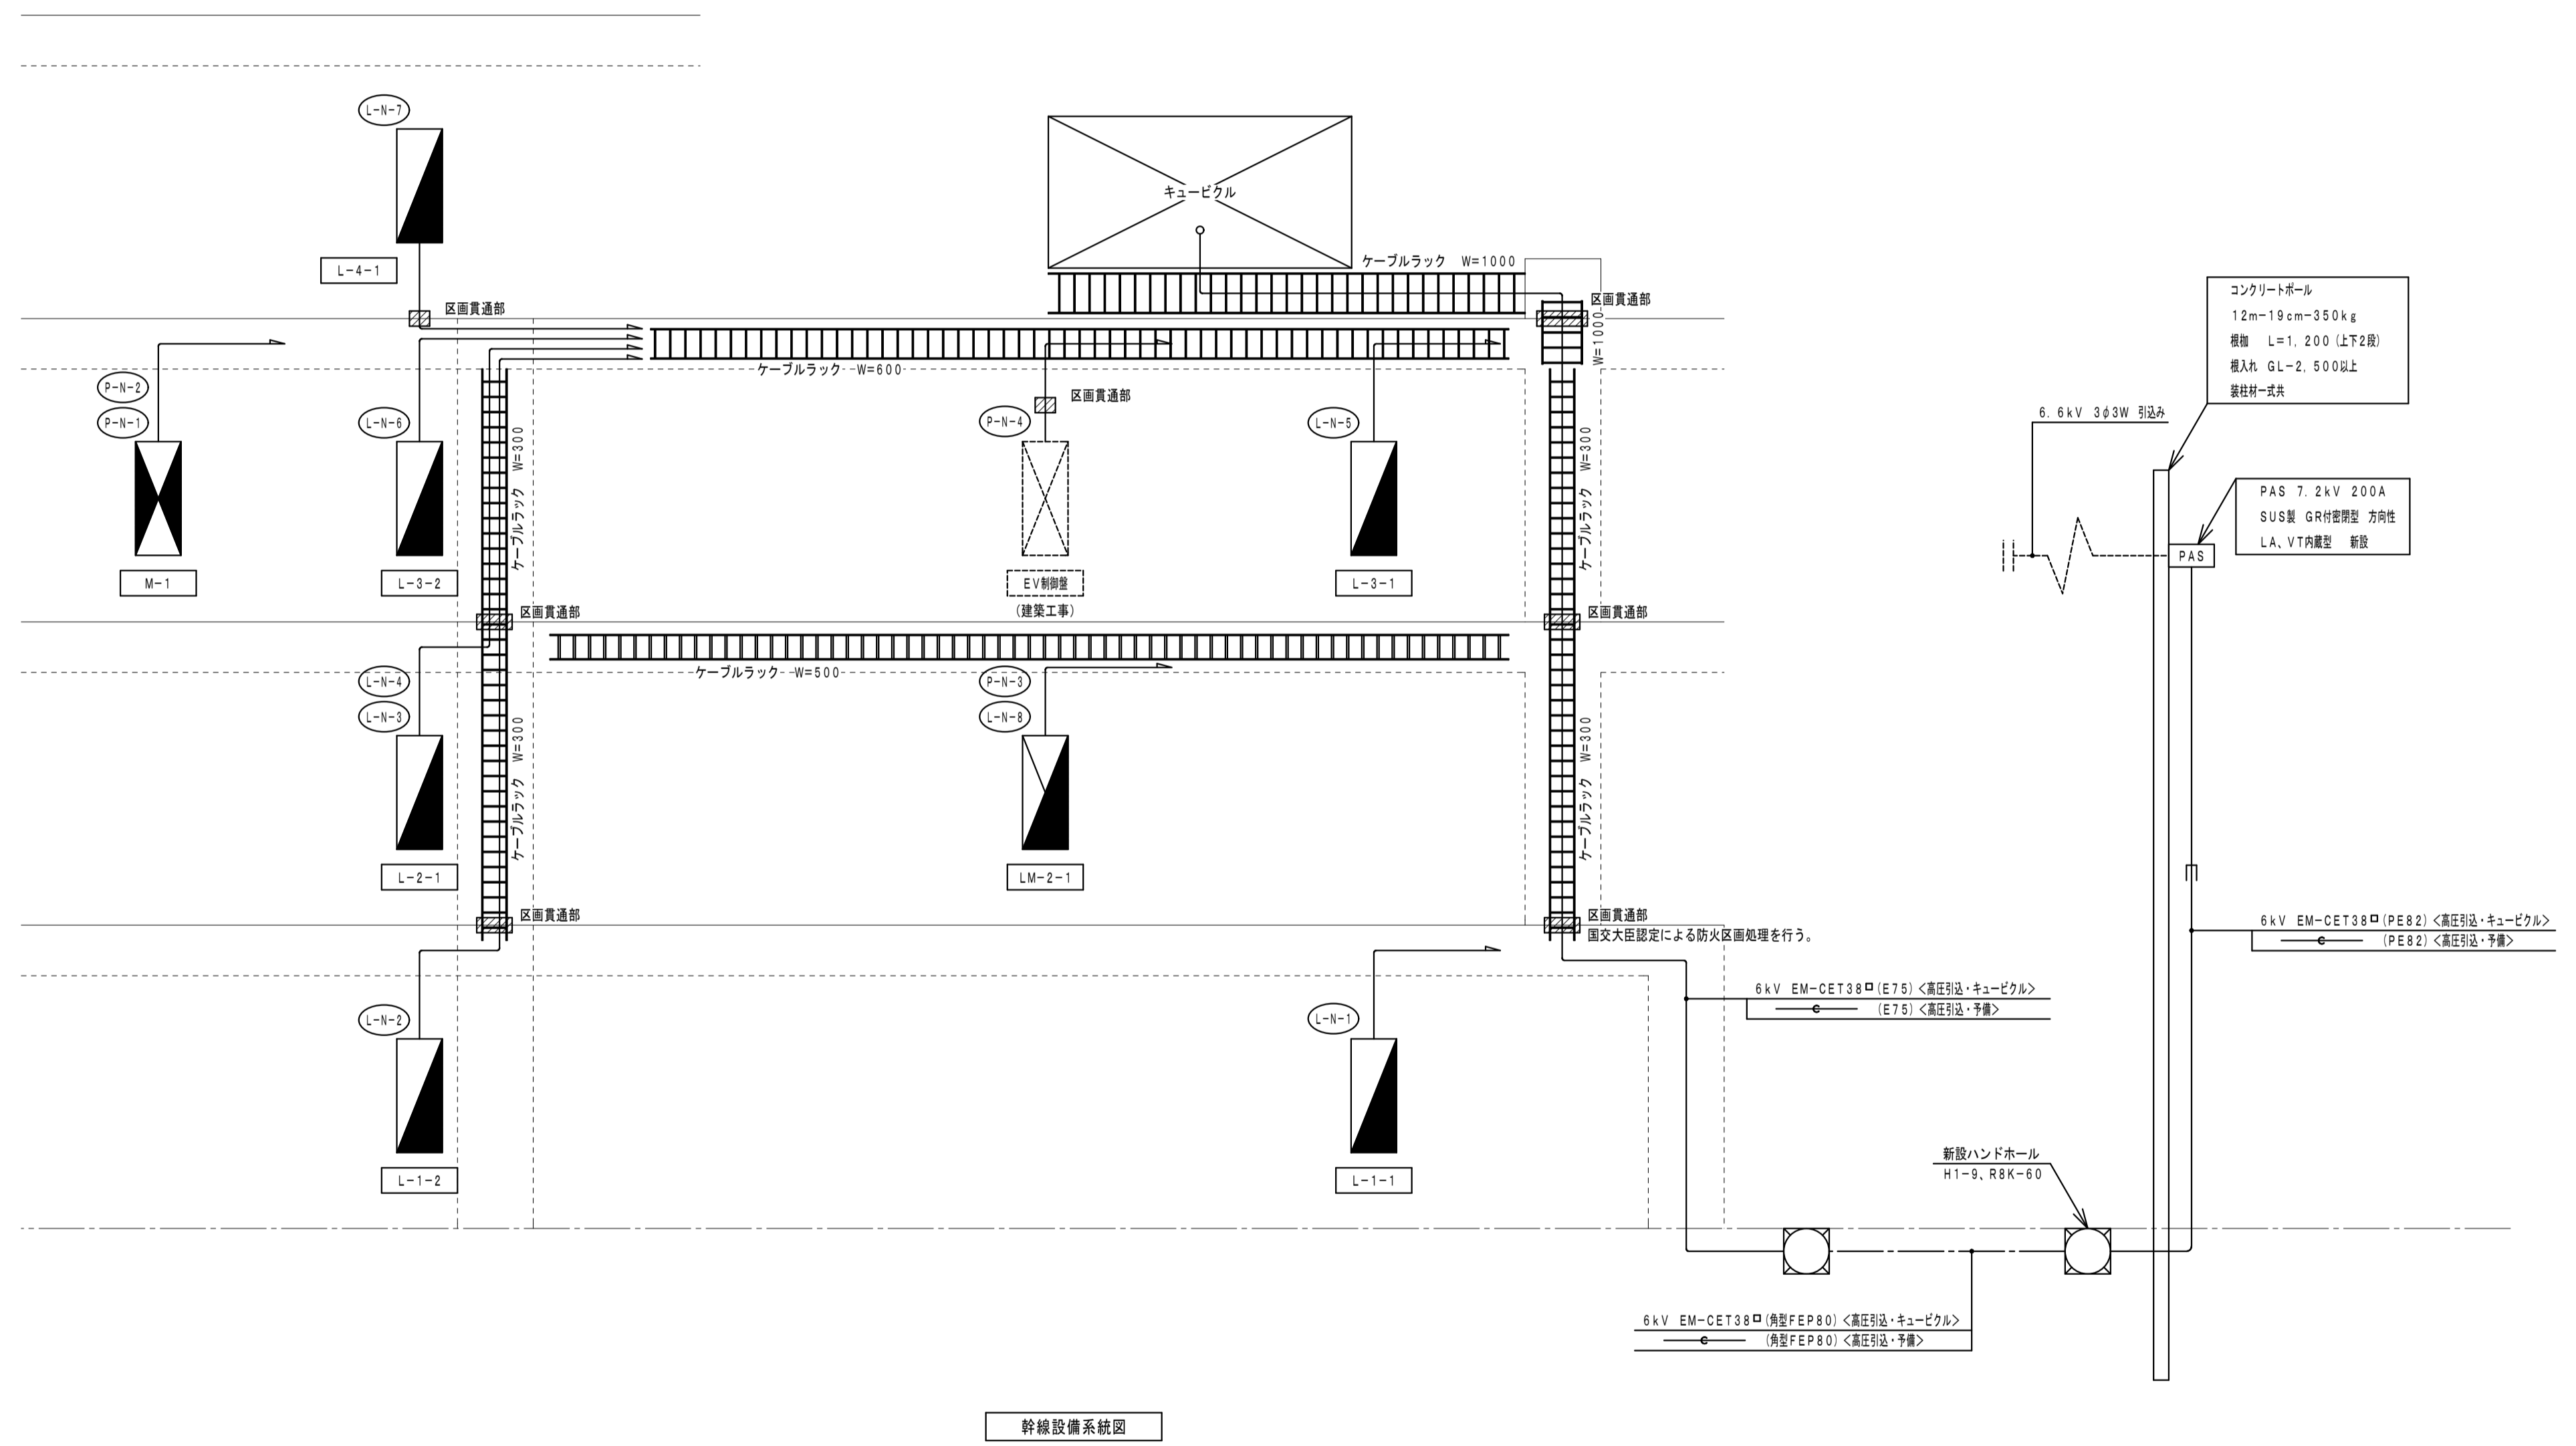 L-N-7
キュービクル
ケーブルラック W=1000
L-4-1
区画貫通部
区画貫通部
W=1000
コンクリートポール
12m-19cm-350kg
根枷 L=1,200(上下2段)
根入れ GL-2,500以上
装柱材一式共
ケーブルラック W=600
P-N-2
P-N-1
L-N-6
ケーブルラック W=300
区画貫通部
P-N-4
L-N-5
ケーブルラック W=300
6.6kV 3φ3W 引込み
PAS 7.2kV 200A
SUS製 GR付密閉型 方向性
LA、VT内蔵型 新設
PAS
M-1
L-3-2
EV制御盤
(建築工事)
L-3-1
区画貫通部
区画貫通部
ケーブルラック W=500
L-N-4
L-N-3
ケーブルラック W=300
P-N-3
L-N-8
ケーブルラック W=300
L-2-1
LM-2-1
区画貫通部
区画貫通部
国交大臣認定による防火区画処理を行う。
6kV EM-CET38□(PE82)<高圧引込・キュービクル>
C (PE82)<高圧引込・予備>
6kV EM-CET38□(E75)<高圧引込・キュービクル>
C (E75)<高圧引込・予備>
L-N-2
L-N-1
L-1-2
L-1-1
新設ハンドホール
H1-9、R8K-60
6kV EM-CET38□(角型FEP80)<高圧引込・キュービクル>
C (角型FEP80)<高圧引込・予備>
幹線設備系統図